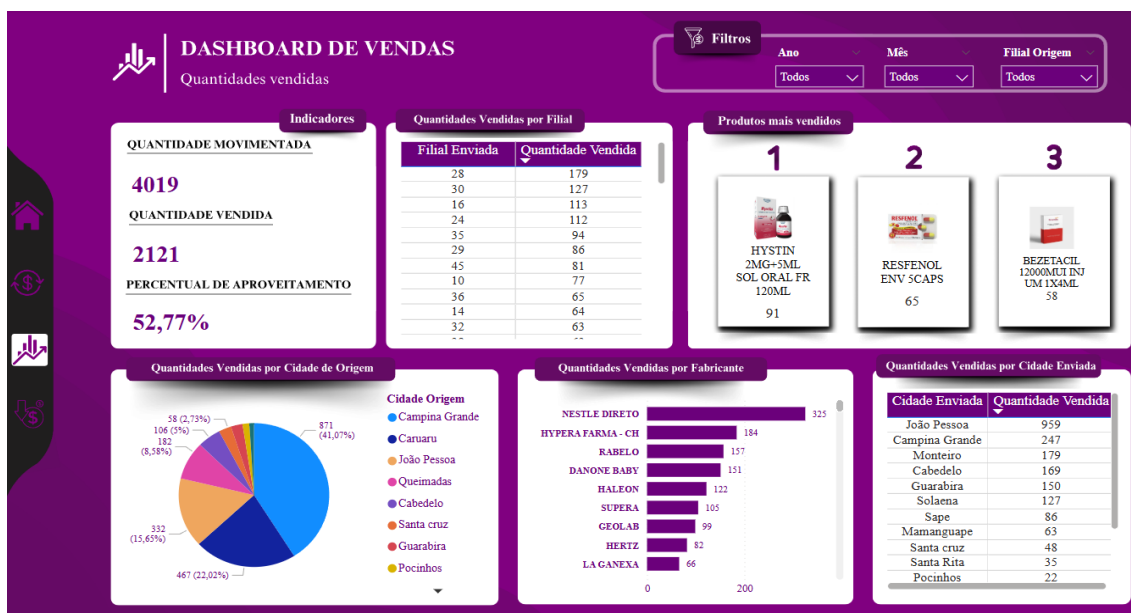 DASHBOARD DE VENDAS
Quantidades vendidas
Filtros
Ano
Todos
Mês
Todos
Filial Origem
Todos
Indicadores
QUANTIDADE MOVIMENTADA
4019
QUANTIDADE VENDIDA
2121
PERCENTUAL DE APROVEITAMENTO
52,77%
Quantidades Vendidas por Filial
Filial Enviada Quantidade Vendida
28 179
30 127
16 113
24 112
35 94
29 86
45 81
10 77
36 65
14 64
32 63
Produtos mais vendidos
1
HYSTIN
2MG+5ML
SOL ORAL FR
120ML
91
2
RESFENOL
RESFENOL
ENV 5CAPS
65
3
BEZETACIL
12000MUI INJ
UM 1X4ML
58
Quantidades Vendidas por Cidade de Origem
871
(41,07%)
467 (22,02%)
332
(15,65%)
182
(8,58%)
106 (5%)
58 (2,73%)
Cidade Origem
Campina Grande
Caruaru
João Pessoa
Queimadas
Cabedelo
Santa cruz
Guarabira
Pocinhos
Quantidades Vendidas por Fabricante
NESTLE DIRETO 325
HYPERA FARMA - CH 184
RABELO 157
DANONE BABY 151
HALEON 122
SUPERA 105
GEOLAB 99
HERTZ 82
LA GANEXA 66
0 200
Quantidades Vendidas por Cidade Enviada
Cidade Enviada Quantidade Vendida
João Pessoa 959
Campina Grande 247
Monteiro 179
Cabedelo 169
Guarabira 150
Solaena 127
Sape 86
Mamanguape 63
Santa cruz 48
Santa Rita 35
Pocinhos 22